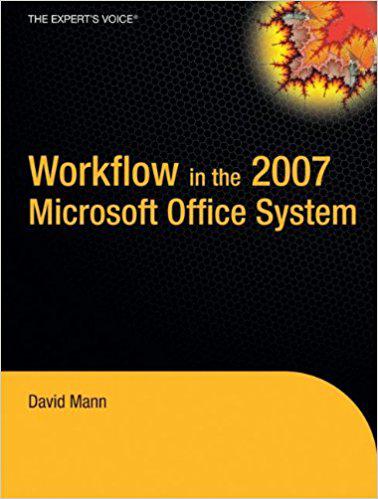 THE EXPERT'S VOICE®
Workflow in the 2007
Microsoft Office System
David Mann